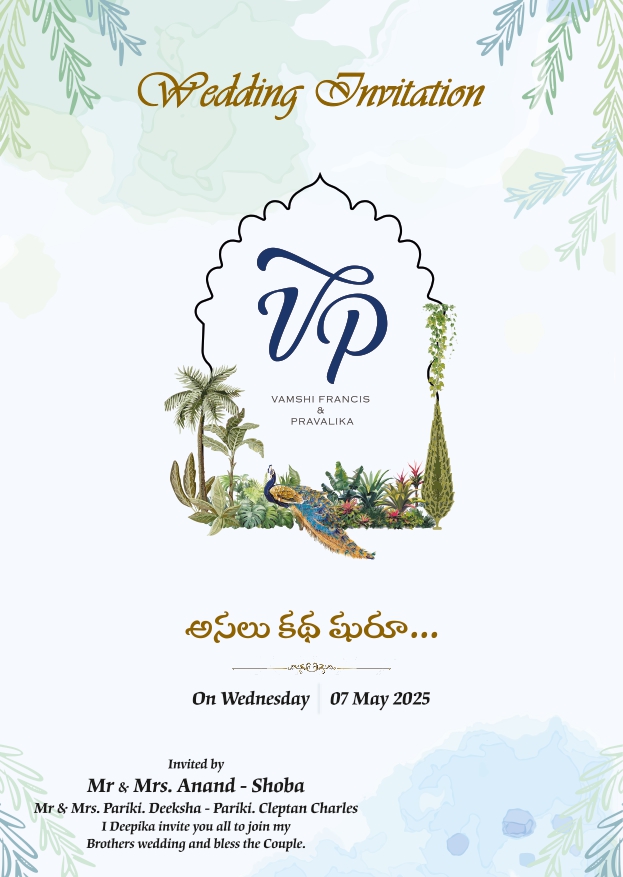 Wedding Invitation
VP
VAMSHI FRANCIS
&
PRAVALIKA
అసలు కథ షురూ...
On Wednesday 07 May 2025
Invited by
Mr & Mrs. Anand - Shoba
Mr & Mrs. Pariki. Deeksha - Pariki. Cleptan Charles
I Deepika invite you all to join my
Brothers wedding and bless the Couple.